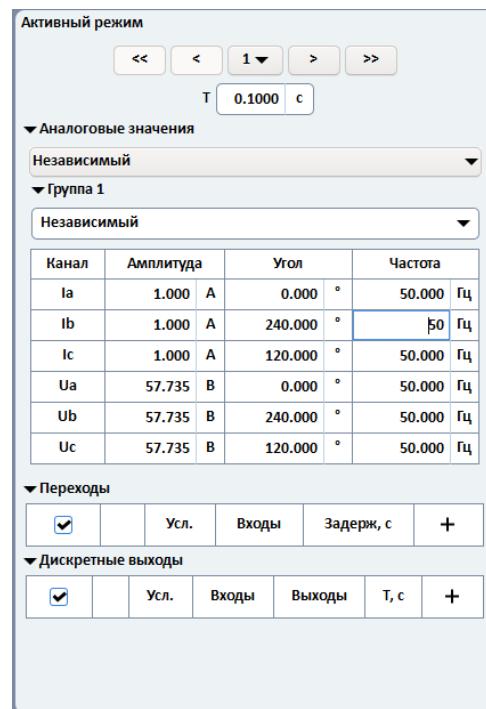 Активный режим
<< < 1 > >>
T 0.1000 с
Аналоговые значения
Независимый
Группа 1
Независимый
Канал Амплитуда Угол Частота
Ia 1.000 А 0.000 ° 50.000 Гц
Ib 1.000 А 240.000 ° 50 Гц
Ic 1.000 А 120.000 ° 50.000 Гц
Ua 57.735 В 0.000 ° 50.000 Гц
Ub 57.735 В 240.000 ° 50.000 Гц
Uc 57.735 В 120.000 ° 50.000 Гц
Переходы
Усл. Входы Задерж, с +
Дискретные выходы
Усл. Входы Выходы T, с +